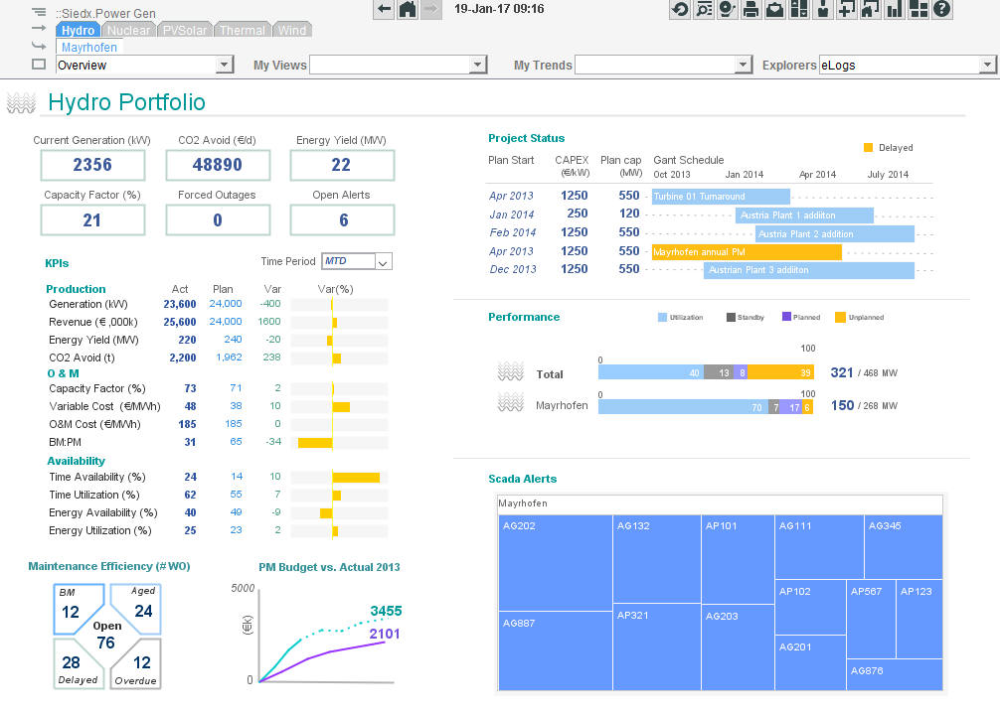 ::Siedx.Power Gen
19-Jan-17 09:16
Hydro Nuclear PVSolar Thermal Wind
Mayrhofen
Overview My Views My Trends Explorers eLogs
Hydro Portfolio
Current Generation (kW) CO2 Avoid (€/d) Energy Yield (MW)
2356 48890 22
Capacity Factor (%) Forced Outages Open Alerts
21 0 6
KPIs Time Period MTD
Production Act Plan Var Var(%)
Generation (kW) 23,600 24,000 -400
Revenue (€ ,000k) 25,600 24,000 1600
Energy Yield (MW) 220 240 -20
CO2 Avoid (t) 2,200 1,962 238
O & M
Capacity Factor (%) 73 71 2
Variable Cost (€/MWh) 48 38 10
O&M Cost (€/MWh) 185 185 0
BM:PM 31 65 -34
Availability
Time Availability (%) 24 14 10
Time Utilization (%) 62 55 7
Energy Availability (%) 40 49 -9
Energy Utilization (%) 25 23 2
Maintenance Efficiency (# WO)
BM Aged
12 24
Open
76
28 12
Delayed Overdue
PM Budget vs. Actual 2013
5000
(€k)
0
3455
2101
Project Status
Delayed
Plan Start CAPEX Plan cap Gant Schedule
(€/kW) (MW) Oct 2013 Jan 2014 Apr 2014 July 2014
Apr 2013 1250 550 Turbine 01 Turnaround
Jan 2014 250 120 Austria Plant 1 addiiton
Feb 2014 1250 550 Austria Plant 2 addition
Apr 2013 1250 550 Mayrhofen annual PM
Dec 2013 1250 550 Austrian Plant 3 addiiton
Performance
Utilization Standby Planned Unplanned
0 100
Total 40 13 8 39 321 / 468 MW
0 100
Mayrhofen 70 7 17 6 150 / 268 MW
Scada Alerts
Mayrhofen
AG202 AG132 AP101 AG111 AG345
AP102 AP567 AP123
AG887 AP321 AG203
AG201
AG876